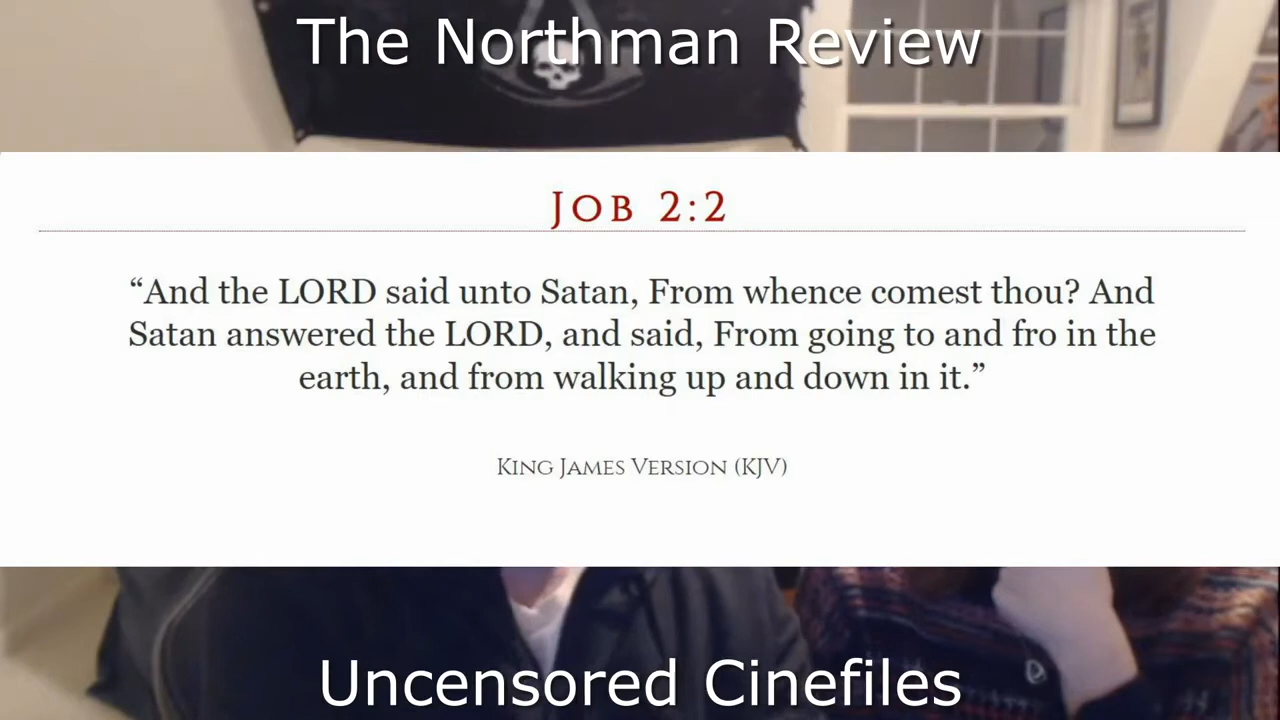 The Northman Review
Job 2:2
“And the LORD said unto Satan, From whence comest thou? And
Satan answered the LORD, and said, From going to and fro in the
earth, and from walking up and down in it.”
King James Version (KJV)
Uncensored Cinefiles